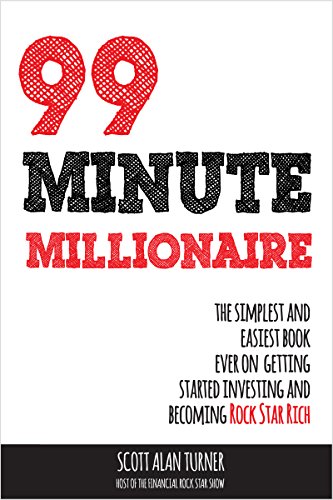 99
MINUTE
MILLIONAIRE
THE SIMPLEST AND
EASIEST BOOK
EVER ON GETTING
STARTED INVESTING AND
BECOMING ROCK STAR RICH
SCOTT ALAN TURNER
HOST OF THE FINANCIAL ROCK STAR SHOW